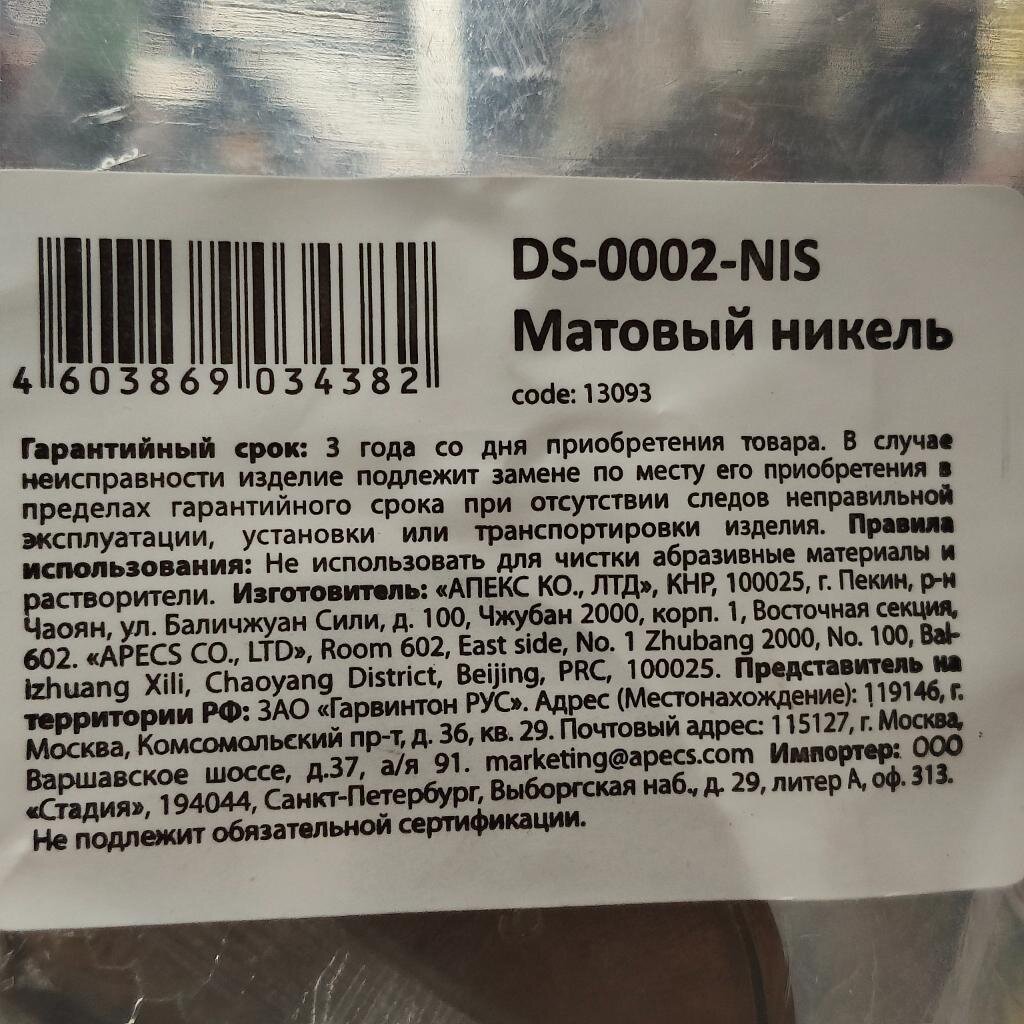 DS-0002-NIS
Матовый никель
code: 13093
4 603869 034382
Гарантийный срок: 3 года со дня приобретения товара. В случае
неисправности изделие подлежит замене по месту его приобретения в
пределах гарантийного срока при отсутствии следов неправильной
эксплуатации, установки или транспортировки изделия. Правила
использования: Не использовать для чистки абразивные материалы и
растворители. Изготовитель: «АПЕКС КО., ЛТД», КНР, 100025, г. Пекин, р-н
Чаоян, ул. Баличжуан Сили, д. 100, Чжубан 2000, корп. 1, Восточная секция,
602. «APECS CO., LTD», Room 602, East side, No. 1 Zhubang 2000, No. 100, Bal-
izhuang Xili, Chaoyang District, Beijing, PRC, 100025. Представитель на
территории РФ: ЗАО «Гарвинтон РУС». Адрес (Местонахождение): 119146, г.
Москва, Комсомольский пр-т, д. 36, кв. 29. Почтовый адрес: 115127, г. Москва,
Варшавское шоссе, д.37, а/я 91. marketing@apecs.com Импортер: ООО
«Стадия», 194044, Санкт-Петербург, Выборгская наб., д. 29, литер А, оф. 313.
Не подлежит обязательной сертификации.